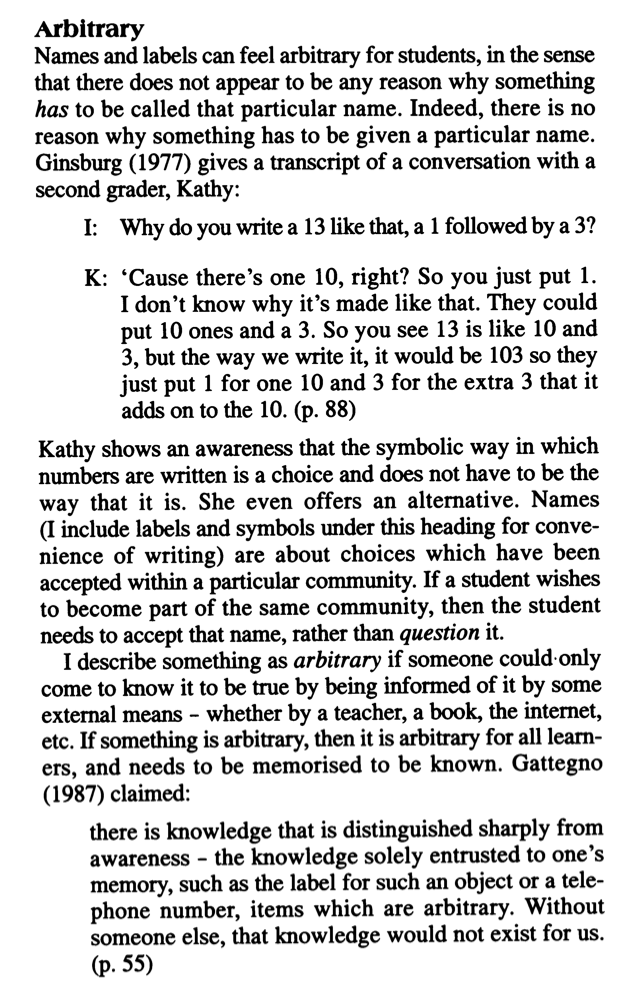 Arbitrary
Names and labels can feel arbitrary for students, in the sense
that there does not appear to be any reason why something
has to be called that particular name. Indeed, there is no
reason why something has to be given a particular name.
Ginsburg (1977) gives a transcript of a conversation with a
second grader, Kathy:
I: Why do you write a 13 like that, a 1 followed by a 3?
K: ‘Cause there’s one 10, right? So you just put 1.
I don’t know why it’s made like that. They could
put 10 ones and a 3. So you see 13 is like 10 and
3, but the way we write it, it would be 103 so they
just put 1 for one 10 and 3 for the extra 3 that it
adds on to the 10. (p. 88)
Kathy shows an awareness that the symbolic way in which
numbers are written is a choice and does not have to be the
way that it is. She even offers an alternative. Names
(I include labels and symbols under this heading for conve-
nience of writing) are about choices which have been
accepted within a particular community. If a student wishes
to become part of the same community, then the student
needs to accept that name, rather than question it.
I describe something as arbitrary if someone could only
come to know it to be true by being informed of it by some
external means – whether by a teacher, a book, the internet,
etc. If something is arbitrary, then it is arbitrary for all learn-
ers, and needs to be memorised to be known. Gattegno
(1987) claimed:
there is knowledge that is distinguished sharply from
awareness – the knowledge solely entrusted to one’s
memory, such as the label for such an object or a tele-
phone number, items which are arbitrary. Without
someone else, that knowledge would not exist for us.
(p. 55)